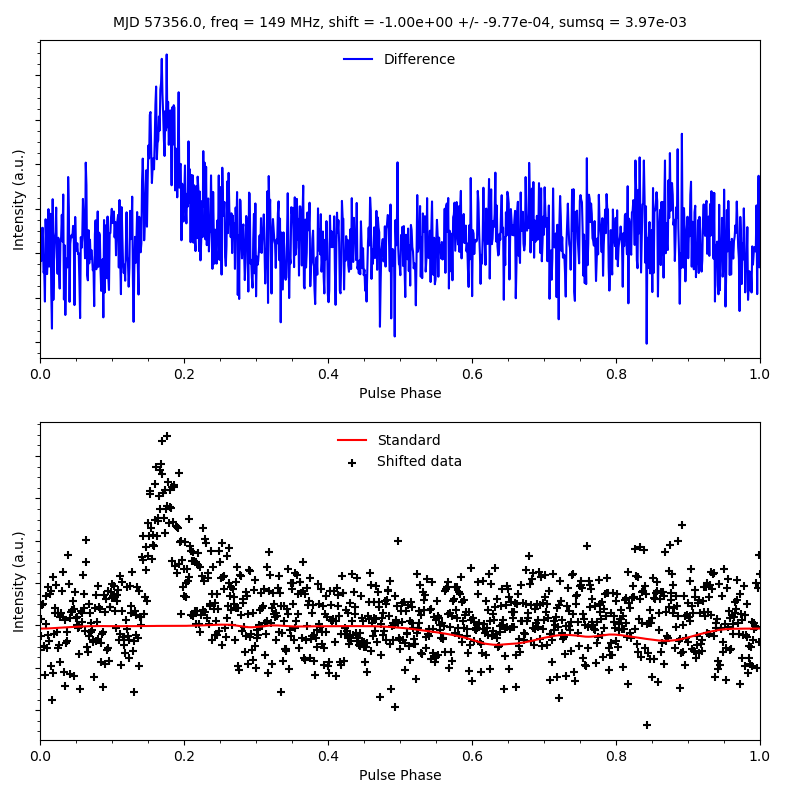 MJD 57356.0, freq = 149 MHz, shift = -1.00e+00 +/- -9.77e-04, sumsq = 3.97e-03
Difference
Intensity (a.u.)
0.0 0.2 0.4 0.6 0.8 1.0
Pulse Phase
Standard
Shifted data
Intensity (a.u.)
0.0 0.2 0.4 0.6 0.8 1.0
Pulse Phase